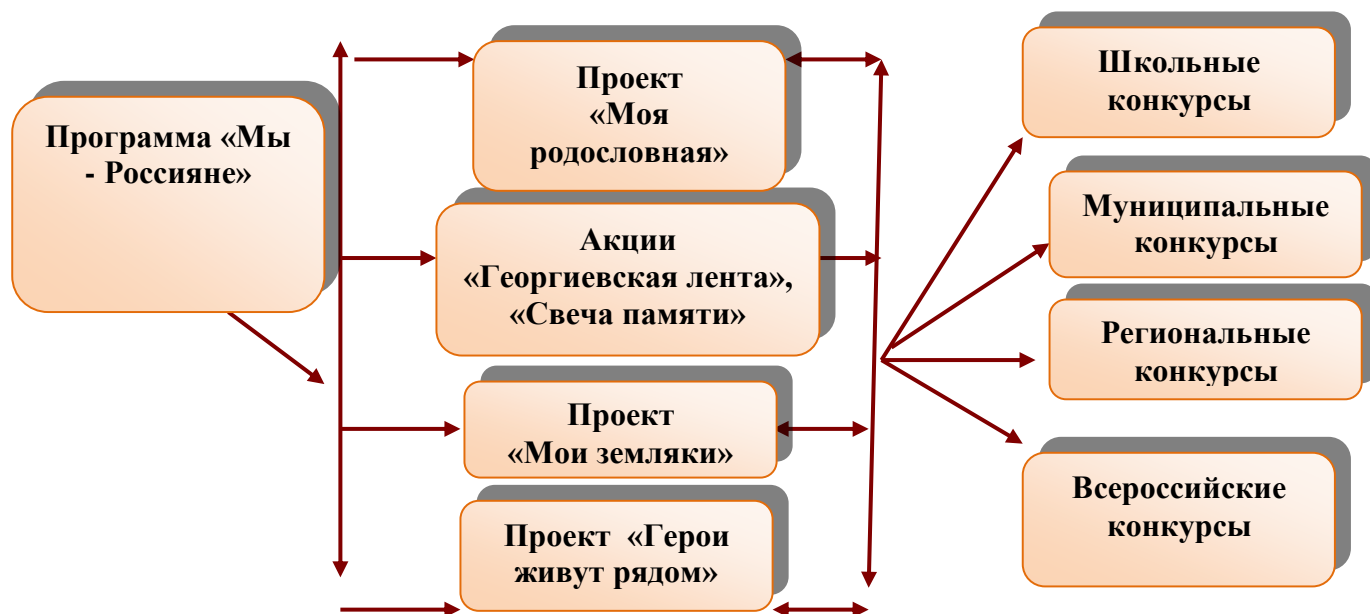 Программа «Мы
- Россияне»
Проект
«Моя
родословная»
Акции
«Георгиевская лента»,
«Свеча памяти»
Проект
«Мои земляки»
Проект «Герои
живут рядом»
Школьные
конкурсы
Муниципальные
конкурсы
Региональные
конкурсы
Всероссийские
конкурсы